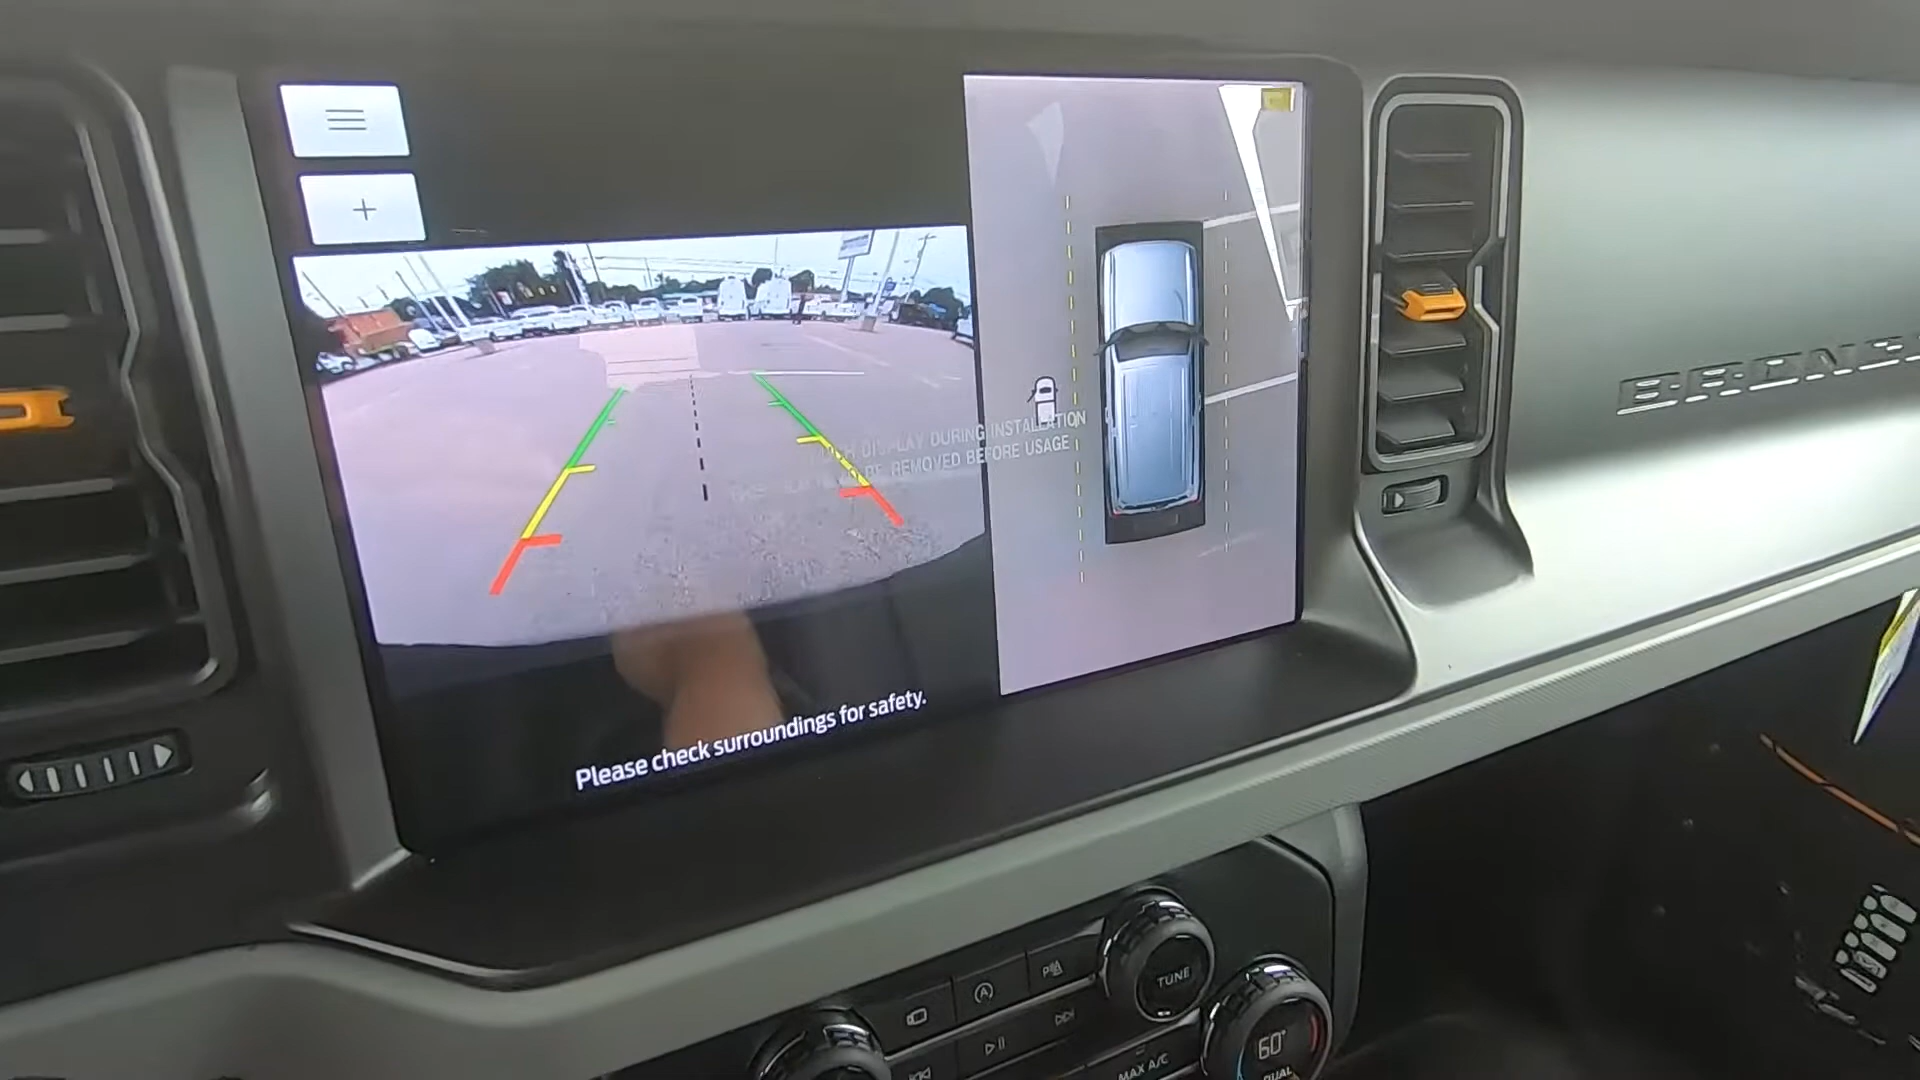 DISPLAY DURING INSTALLATION
REMOVED BEFORE USAGE
Please check surroundings for safety.
TUNE
60°
MAX A/C
DUAL